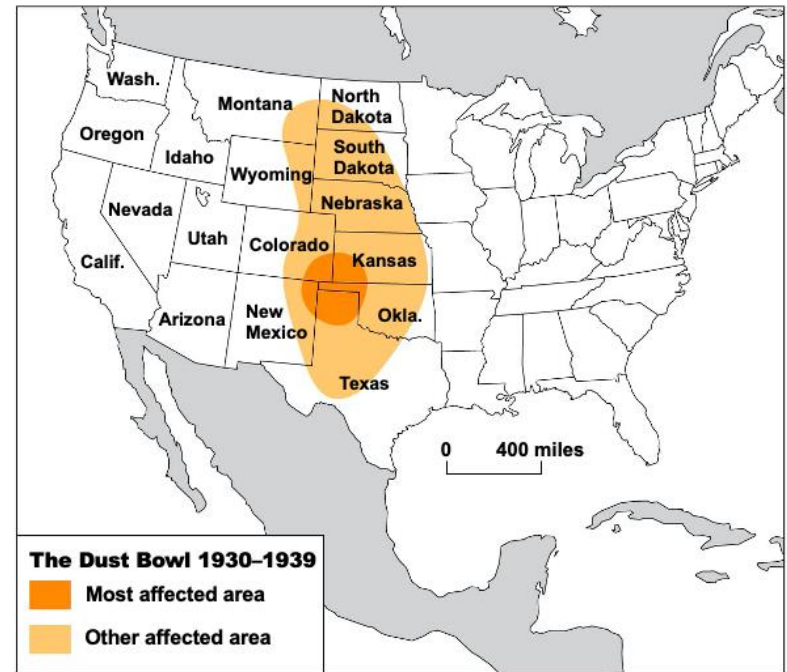 Wash.
Montana
North
Dakota
Oregon
Idaho
South
Dakota
Wyoming
Nebraska
Nevada
Utah
Colorado
Kansas
Calif.
Arizona
New
Mexico
Okla.
Texas
0 400 miles
The Dust Bowl 1930–1939
Most affected area
Other affected area